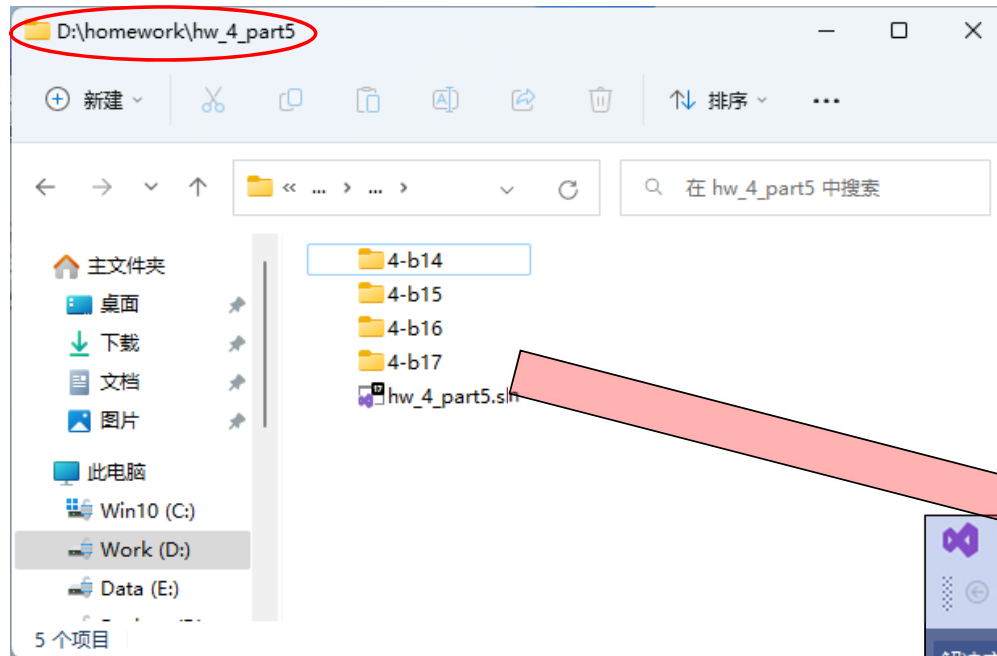 D:\homework\hw_4_part5
新建
排序
« ... › ... ›
在 hw_4_part5 中搜索
主文件夹
桌面
下载
文档
图片
此电脑
Win10 (C:)
Work (D:)
Data (E:)
4-b14
4-b15
4-b16
4-b17
hw_4_part5.sln
5 个项目